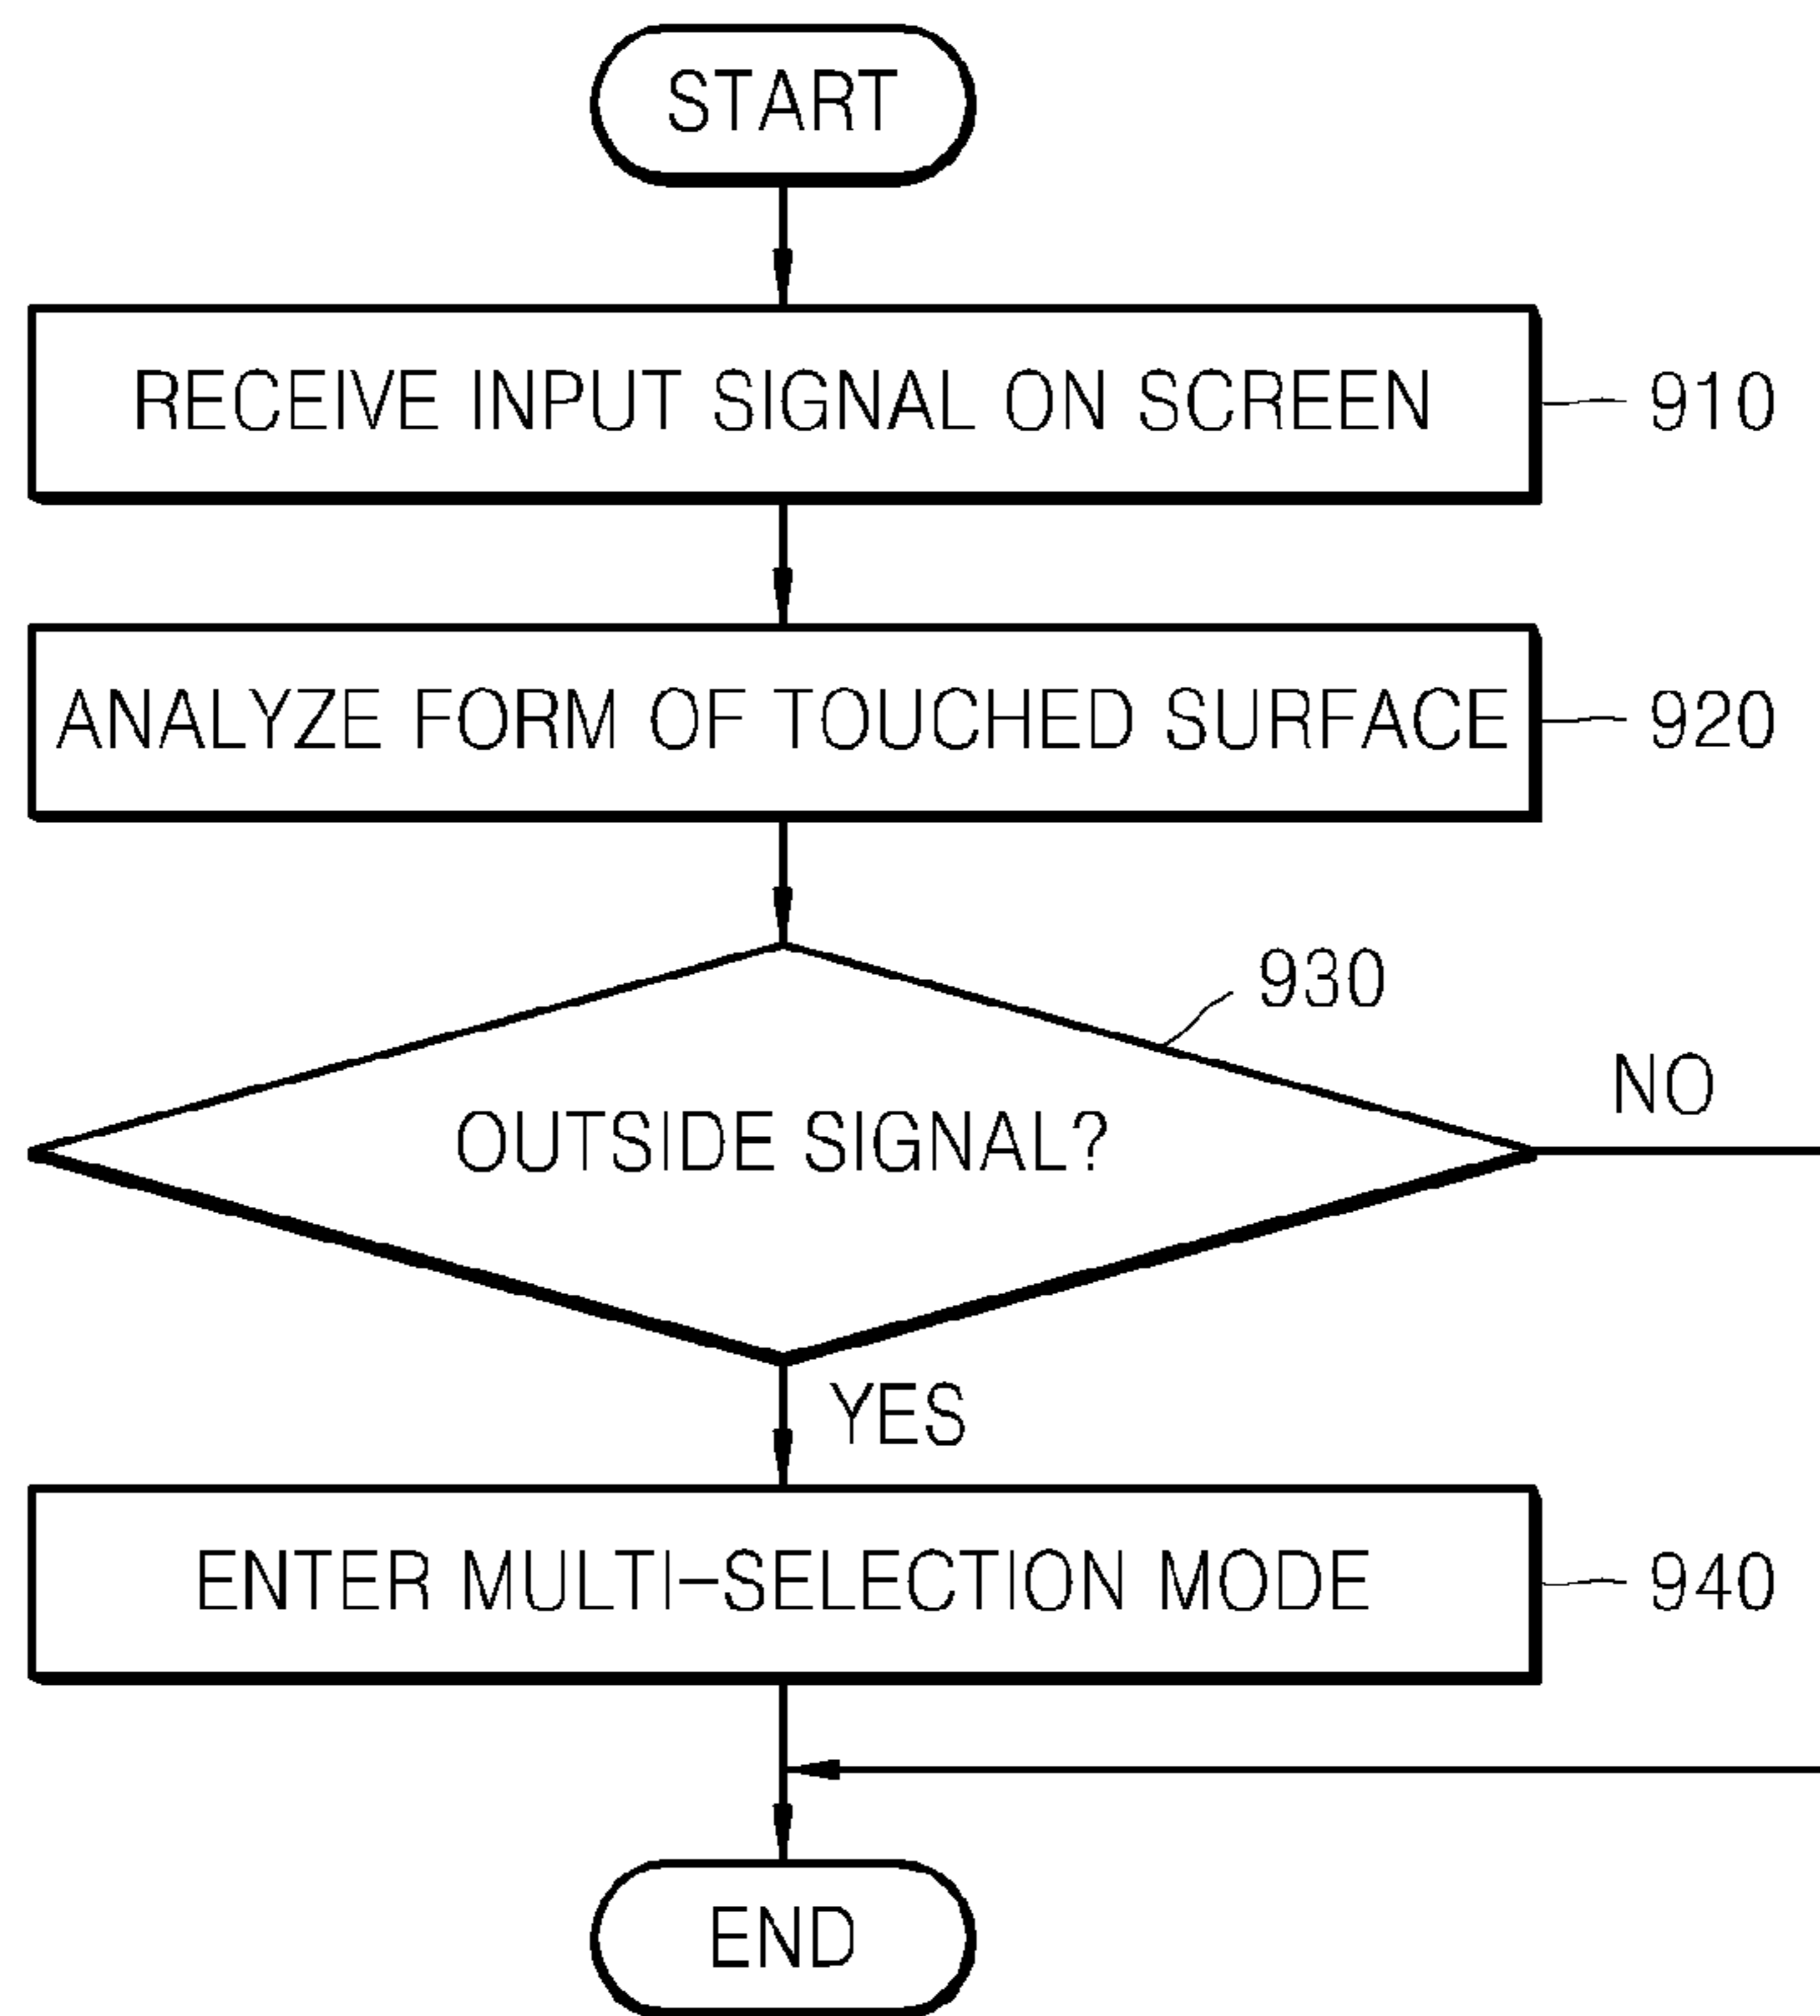 START
RECEIVE INPUT SIGNAL ON SCREEN
910
ANALYZE FORM OF TOUCHED SURFACE
920
930
OUTSIDE SIGNAL?
NO
YES
ENTER MULTI-SELECTION MODE
940
END